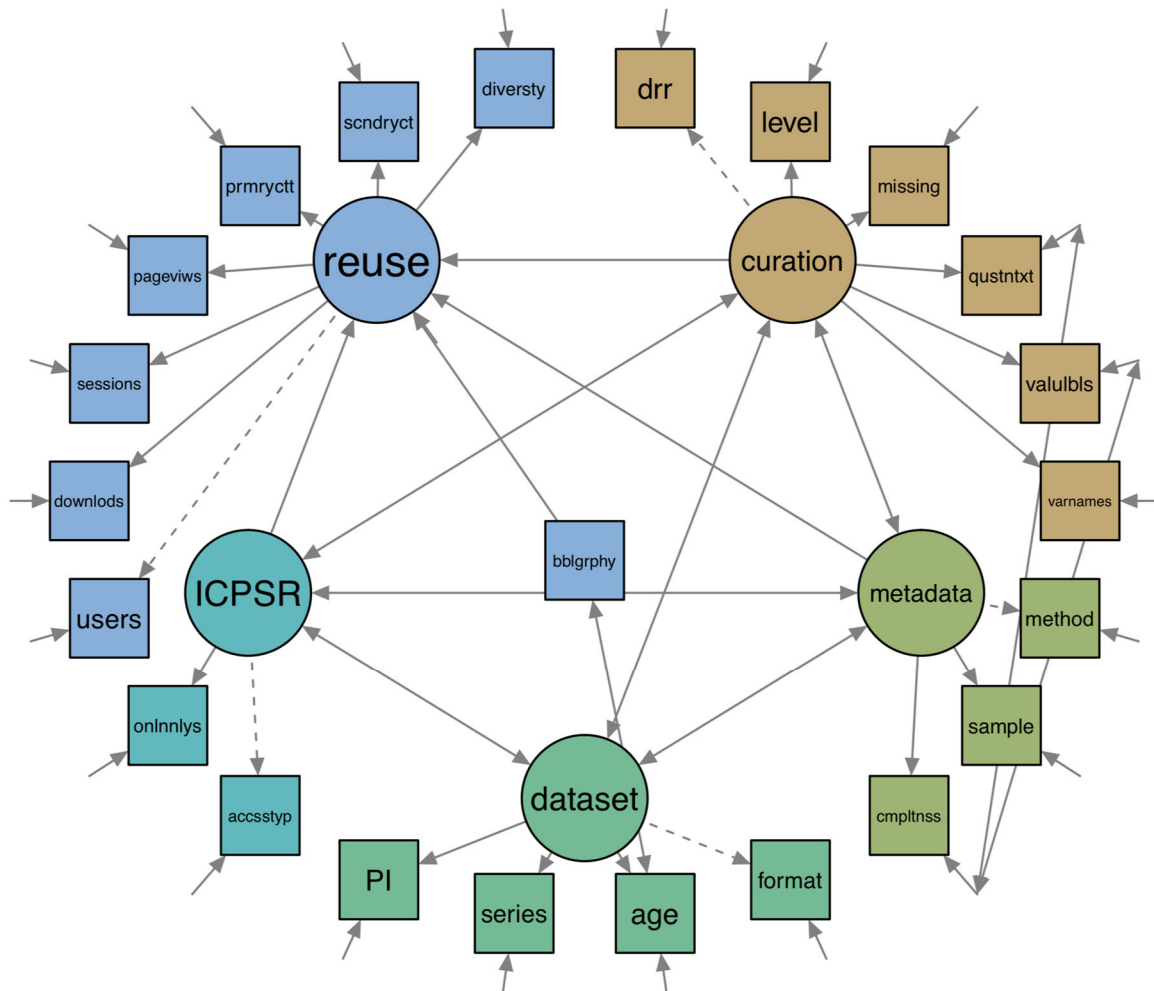 diversty
drr
scndryct
level
prmryctt
missing
reuse
curation
pageviws
qustntxt
sessions
valulbls
downlods
varnames
bblgrphy
ICPSR
metadata
users
method
onlnnlys
sample
dataset
accsstyp
cmpltnss
PI
format
series
age